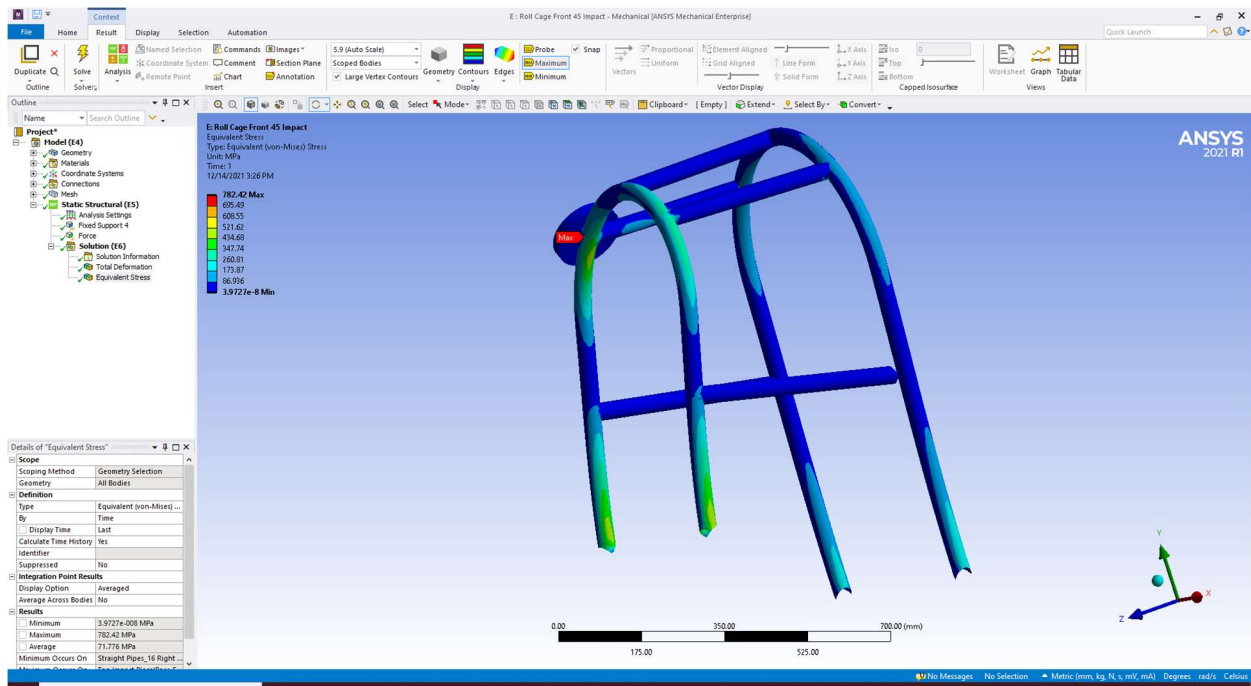 Context
E : Roll Cage Front 45 Impact - Mechanical [ANSYS Mechanical Enterprise]
File Home Result Display Selection Automation
Quick Launch
Duplicate Q
Outline
Solve
Solver
Analysis
Named Selection
Coordinate System
Remote Point
Commands
Comment
Chart
Images
Section Plane
Annotation
Insert
5.9 (Auto Scale)
Scoped Bodies
Large Vertex Contours
Geometry Contours Edges
Probe
Maximum
Minimum
Snap
Display
Vectors
Proportional
Uniform
Element Aligned
Grid Aligned
Line Form
Solid Form
X Axis
Y Axis
Z Axis
Vector Display
Iso 0
Top
Bottom
Capped Isosurface
Worksheet Graph Tabular
Data
Views
Outline
Name Search Outline
Select Mode Clipboard [ Empty ] Extend Select By Convert
Project*
Model (E4)
Geometry
Materials
Coordinate Systems
Connections
Mesh
Static Structural (E5)
Analysis Settings
Fixed Support 4
Force
Solution (E6)
Solution Information
Total Deformation
Equivalent Stress
E: Roll Cage Front 45 Impact
Equivalent Stress
Type: Equivalent (von-Mises) Stress
Unit: MPa
Time: 1
12/14/2021 3:26 PM
782.42 Max
695.49
608.55
521.62
434.68
347.74
260.81
173.87
86.936
3.9727e-8 Min
Max
ANSYS
2021 R1
Details of "Equivalent Stress"
Scope
Scoping Method Geometry Selection
Geometry All Bodies
Definition
Type Equivalent (von-Mises) ...
By Time
Display Time Last
Calculate Time History Yes
Identifier
Suppressed No
Integration Point Results
Display Option Averaged
Average Across Bodies No
Results
Minimum 3.9727e-008 MPa
Maximum 782.42 MPa
Average 71.776 MPa
Minimum Occurs On Straight Pipes_16 Right ...
0.00 350.00 700.00 (mm)
175.00 525.00
Y
X
Z
No Messages No Selection Metric (mm, kg, N, s, mV, mA) Degrees rad/s Celsius